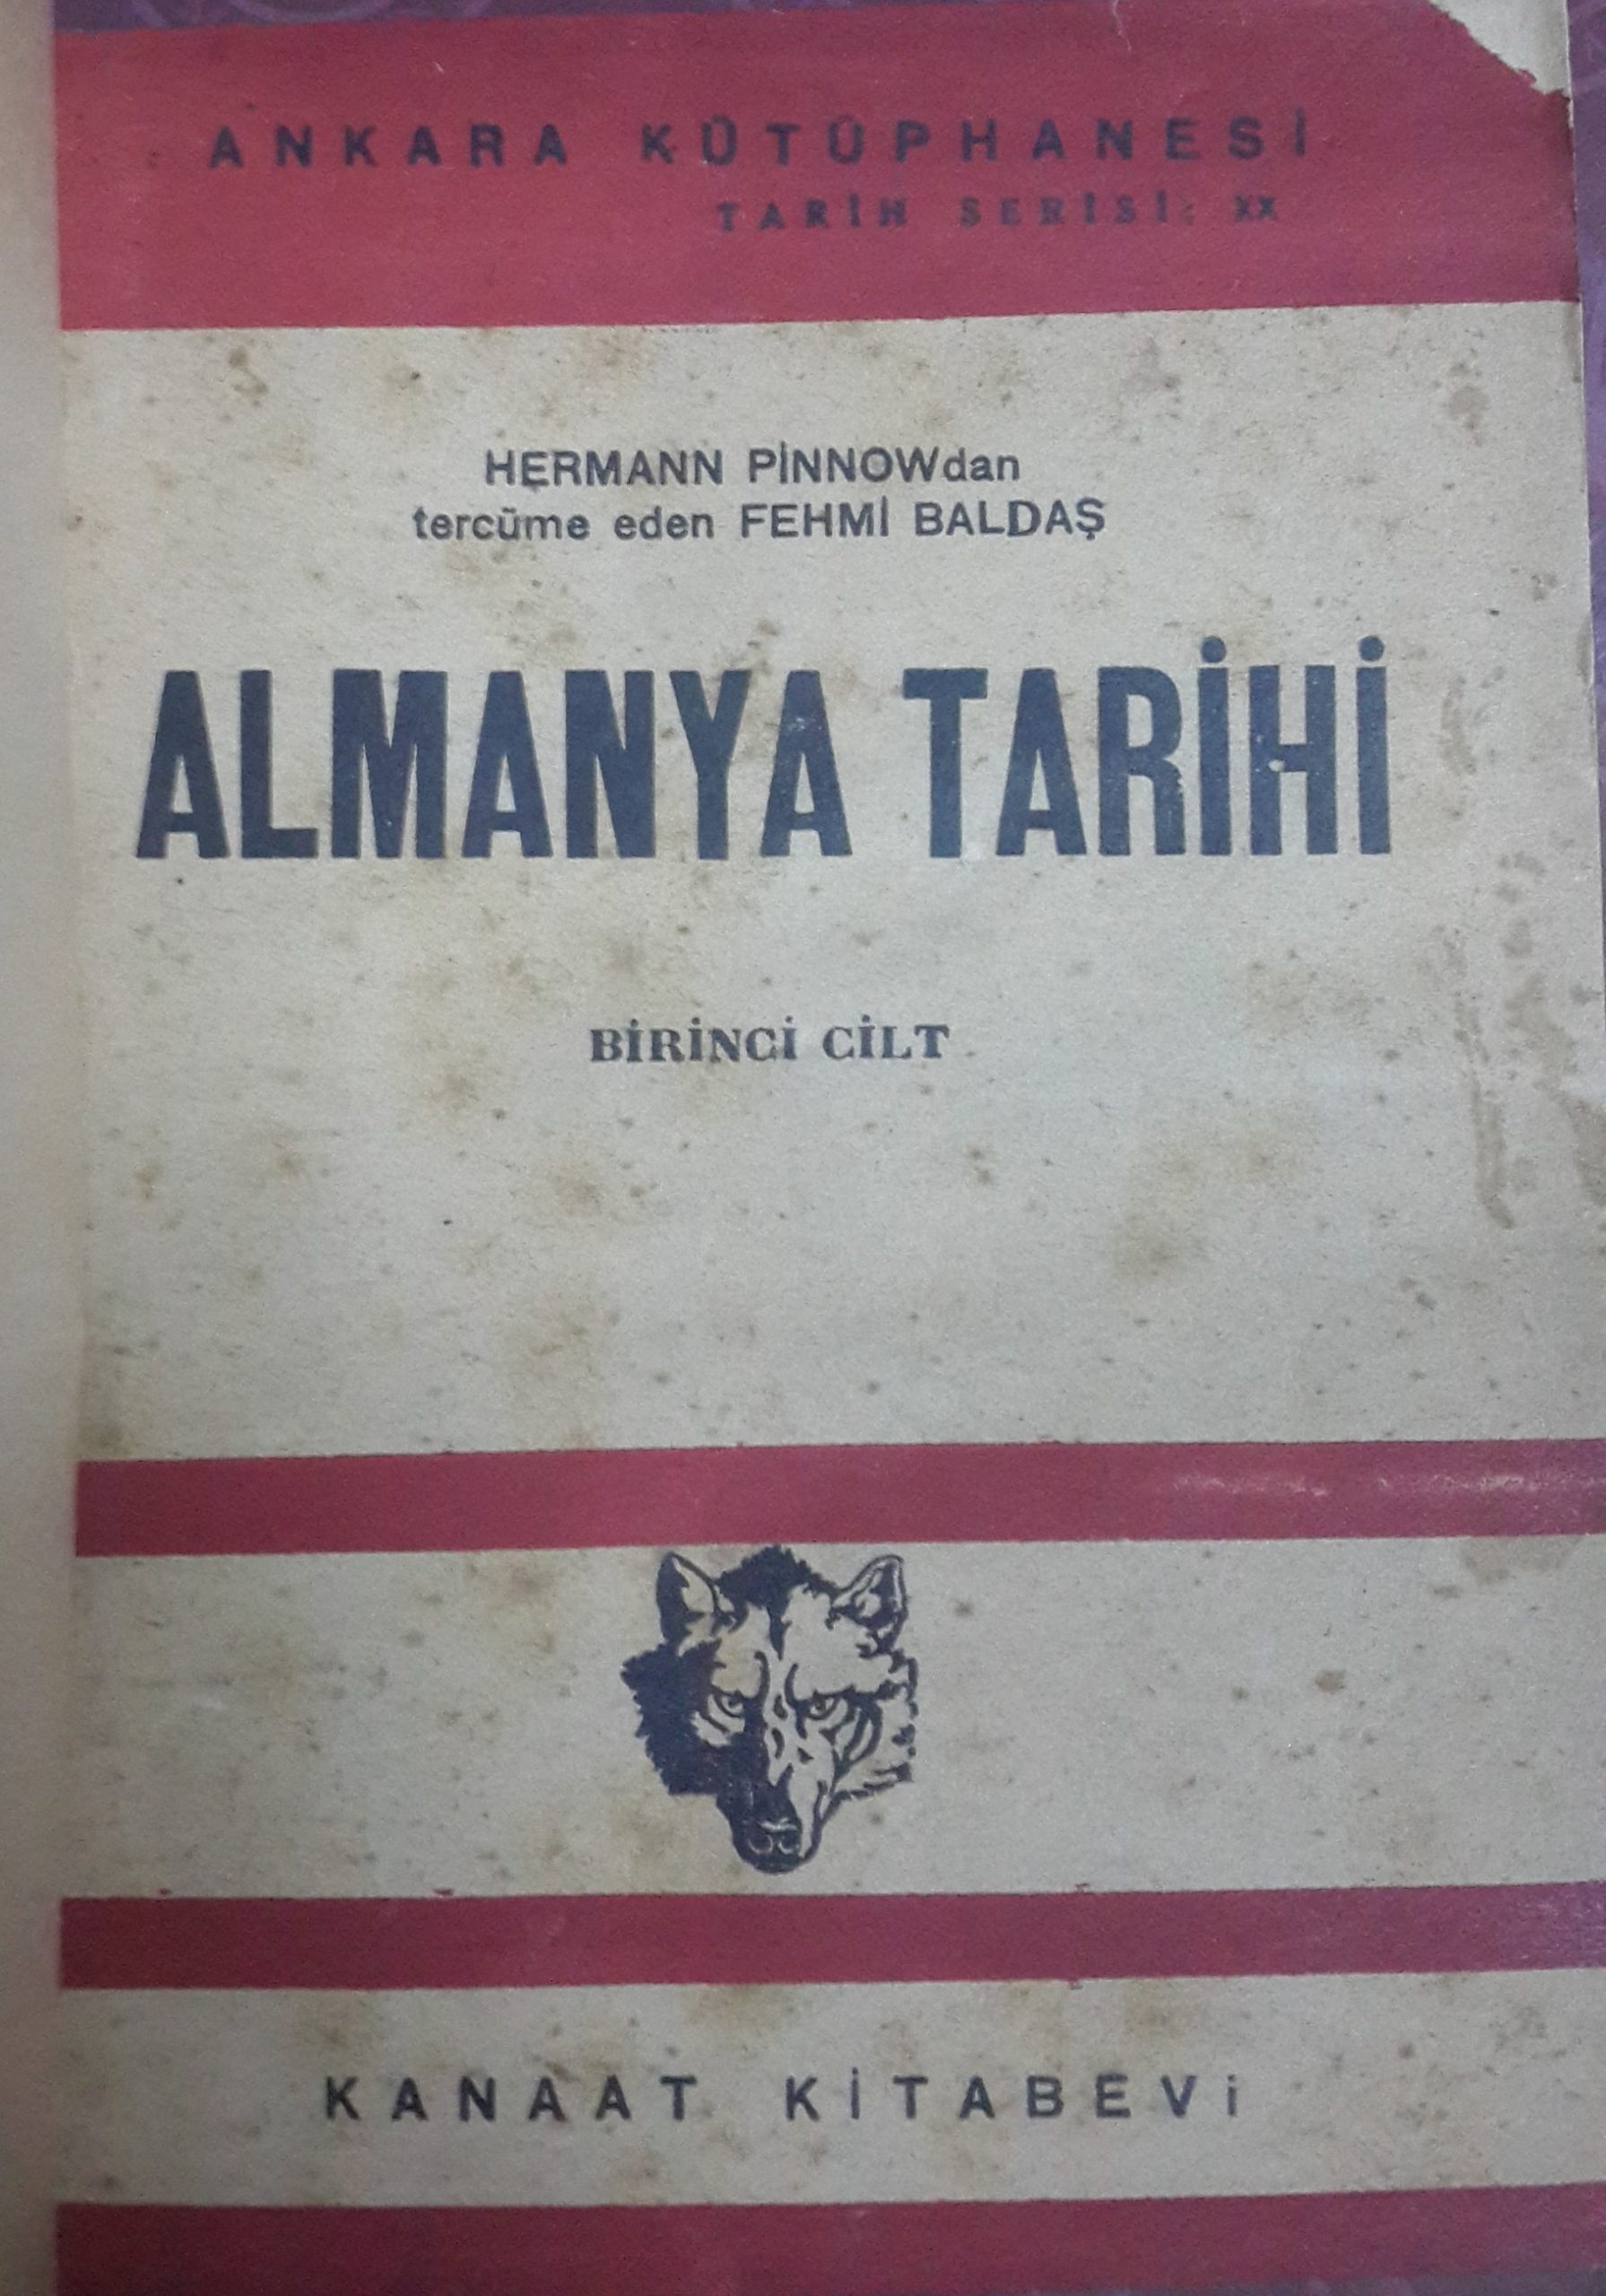 ANKARA KÜTÜPHANESİ
TARİH SERİSİ: XX
HERMANN PİNNOWdan
tercüme eden FEHMİ BALDAŞ
ALMANYA TARİHİ
BİRİNCİ CİLT
KANAAT KİTABEVİ